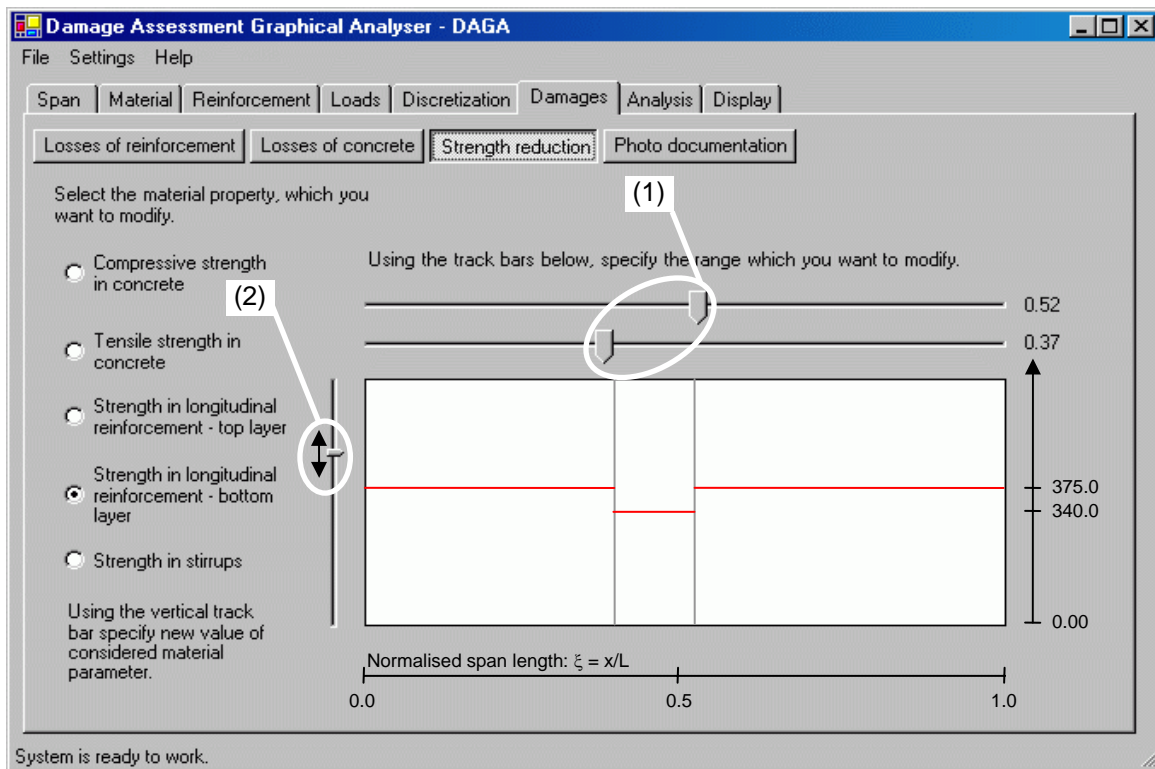 Damage Assessment Graphical Analyser - DAGA
File Settings Help
Span Material Reinforcement Loads Discretization Damages Analysis Display
Losses of reinforcement Losses of concrete Strength reduction Photo documentation
Select the material property, which you
want to modify.
(1)
Compressive strength
in concrete
Using the track bars below, specify the range which you want to modify.
(2)
0.52
Tensile strength in
concrete
0.37
Strength in longitudinal
reinforcement - top layer
Strength in longitudinal
reinforcement - bottom
layer
375.0
340.0
Strength in stirrups
0.00
Using the vertical track
bar specify new value of
considered material
parameter.
Normalised span length: ξ = x/L
0.0 0.5 1.0
System is ready to work.